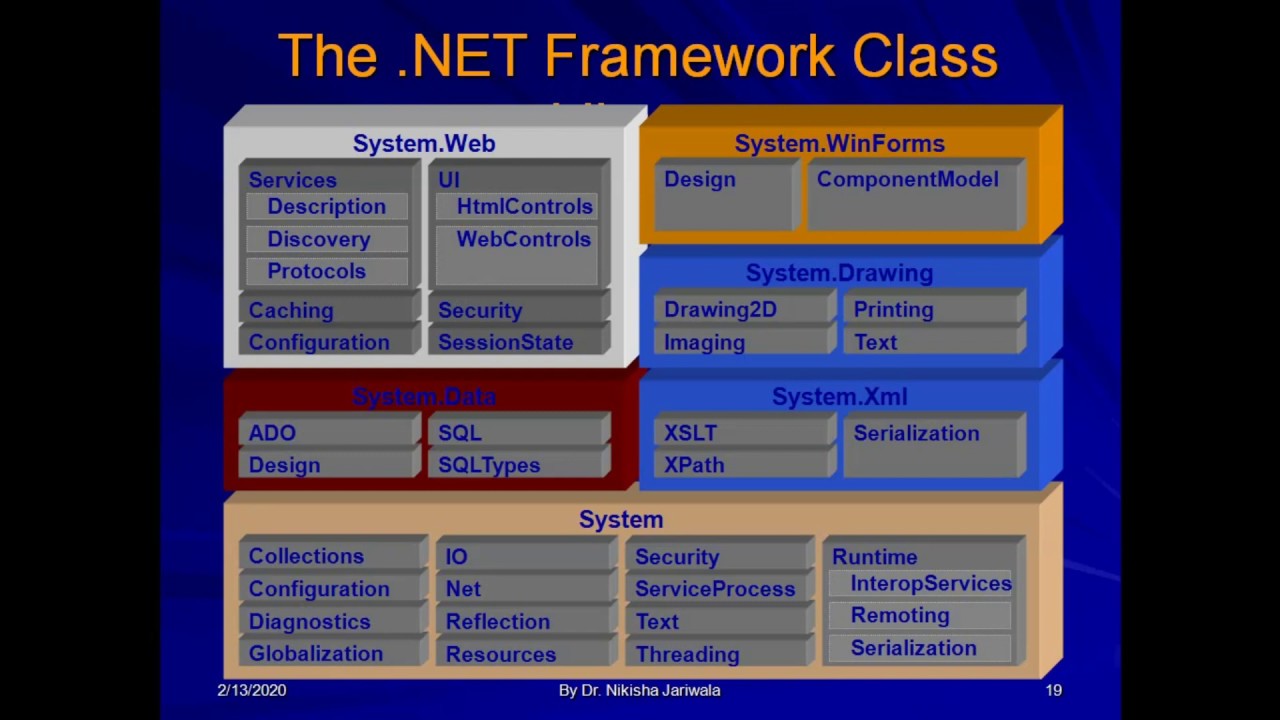 The .NET Framework Class
System.Web
Services
Description
Discovery
Protocols
Caching
Configuration
UI
HtmlControls
WebControls
Security
SessionState
System.WinForms
Design
ComponentModel
System.Drawing
Drawing2D
Imaging
Printing
Text
System.Data
ADO
Design
SQL
SQLTypes
System.Xml
XSLT
XPath
Serialization
System
Collections
Configuration
Diagnostics
Globalization
IO
Net
Reflection
Resources
Security
ServiceProcess
Text
Threading
Runtime
InteropServices
Remoting
Serialization
2/13/2020
By Dr. Nikisha Jariwala
19